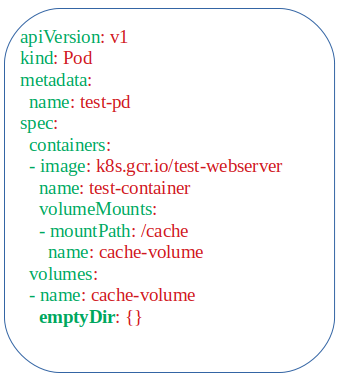 apiVersion: v1
kind: Pod
metadata:
  name: test-pd
spec:
  containers:
  - image: k8s.gcr.io/test-webserver
    name: test-container
    volumeMounts:
    - mountPath: /cache
      name: cache-volume
  volumes:
  - name: cache-volume
    emptyDir: {}